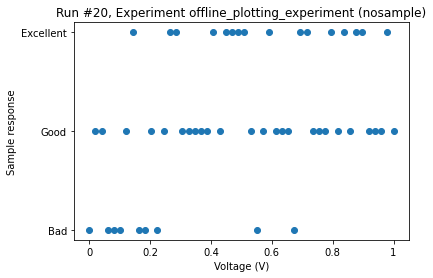 Run #20, Experiment offline_plotting_experiment (nosample)
Excellent
Good
Bad
Sample response
0 0.2 0.4 0.6 0.8 1
Voltage (V)